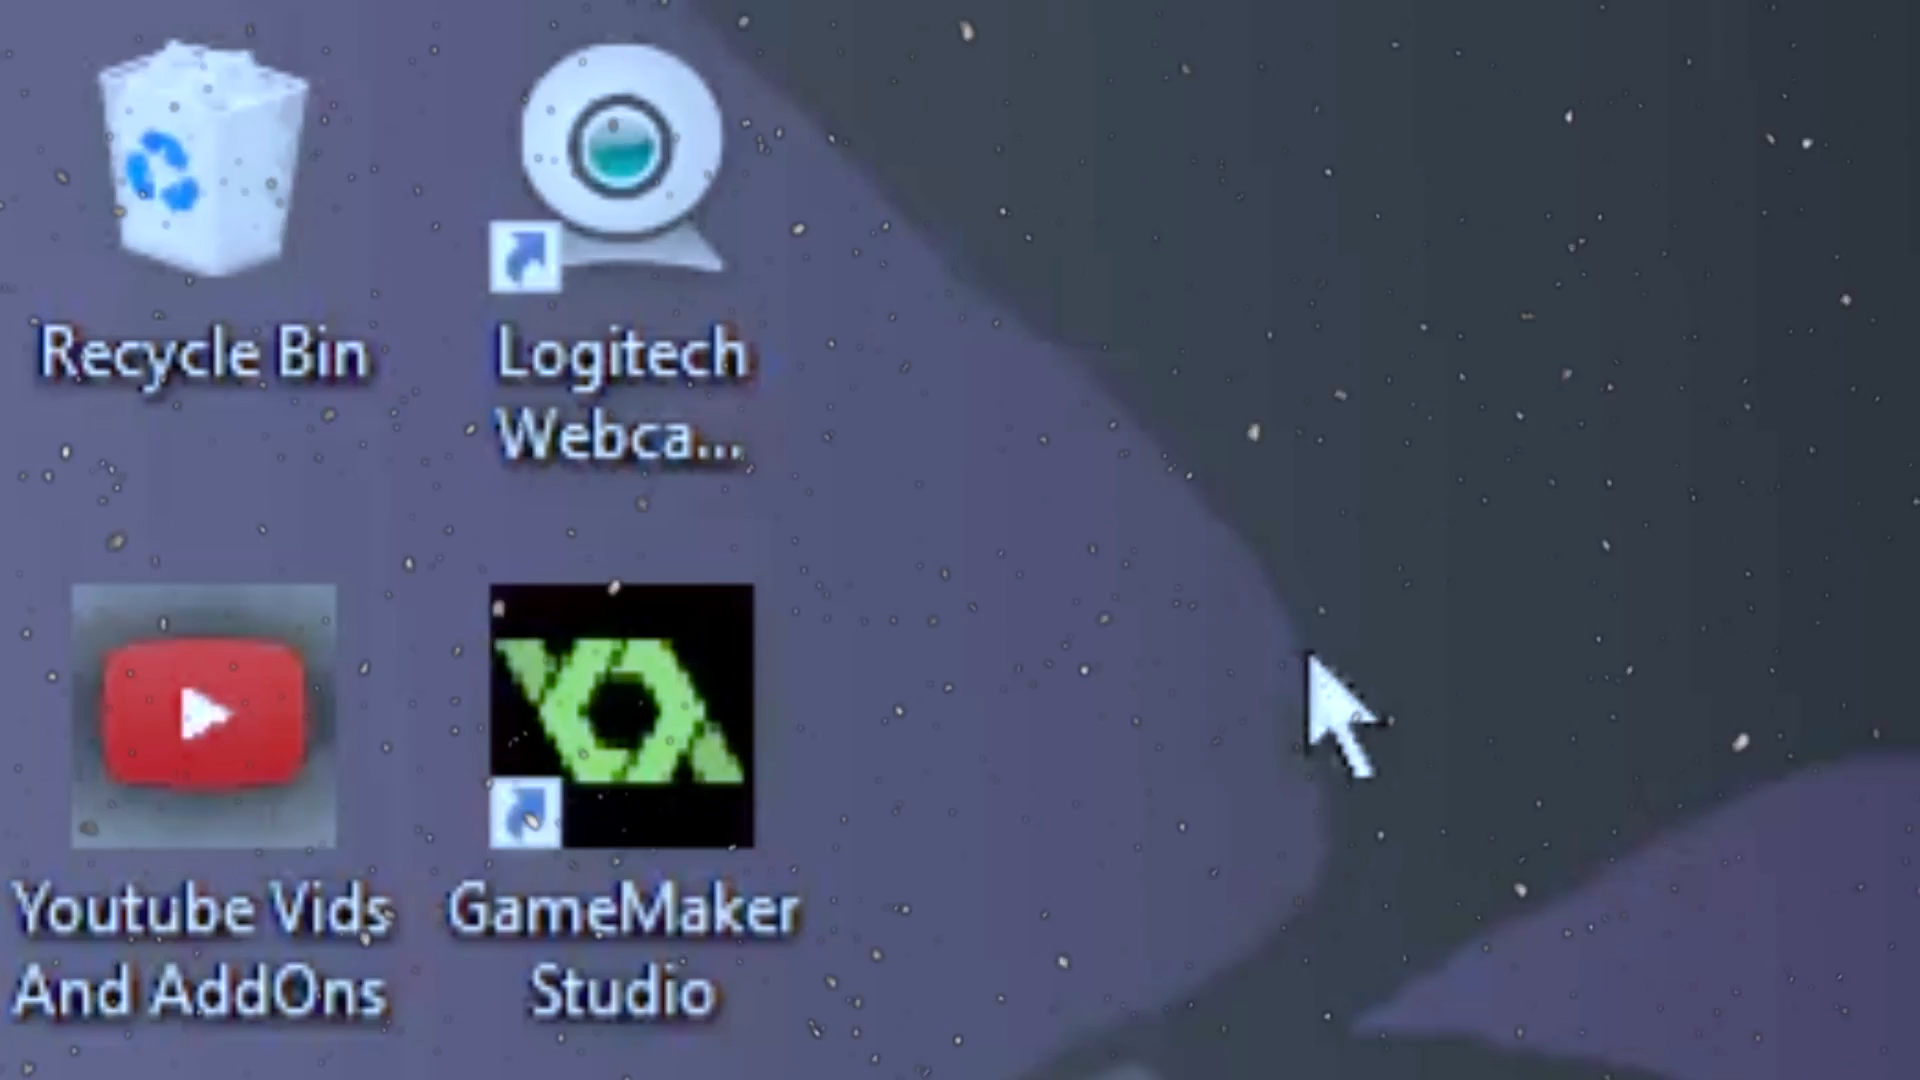 Recycle Bin
Logitech
Webca...
Youtube Vids
And AddOns
GameMaker
Studio